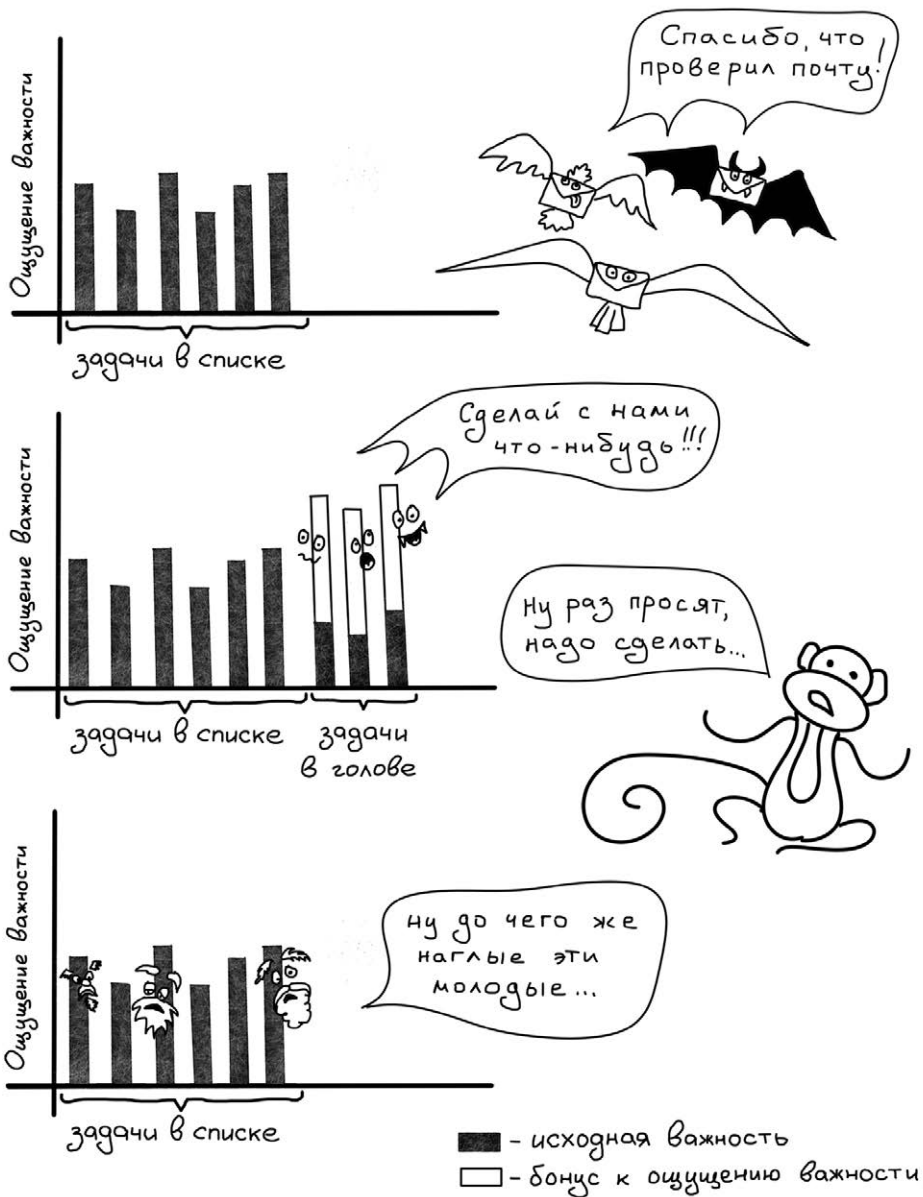 Ощущение важности
Спасибо, что
проверил почту!
задачи в списке
Ощущение важности
Сделай с нами
что-нибудь!!!
Ну раз просят,
надо сделать...
задачи в списке
задачи
в голове
Ощущение важности
ну до чего же
наглые эти
молодые...
задачи в списке
- исходная важность
- бонус к ощущению важности